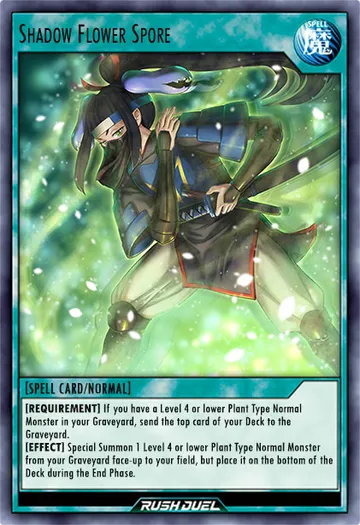 Shadow Flower Spore
SPELL
魔
[SPELL CARD/NORMAL]
[REQUIREMENT] If you have a Level 4 or lower Plant Type Normal
Monster in your Graveyard, send the top card of your Deck to the
Graveyard.
[EFFECT] Special Summon 1 Level 4 or lower Plant Type Normal Monster
from your Graveyard face-up to your field, but place it on the bottom of the
Deck during the End Phase.
RUSH DUEL